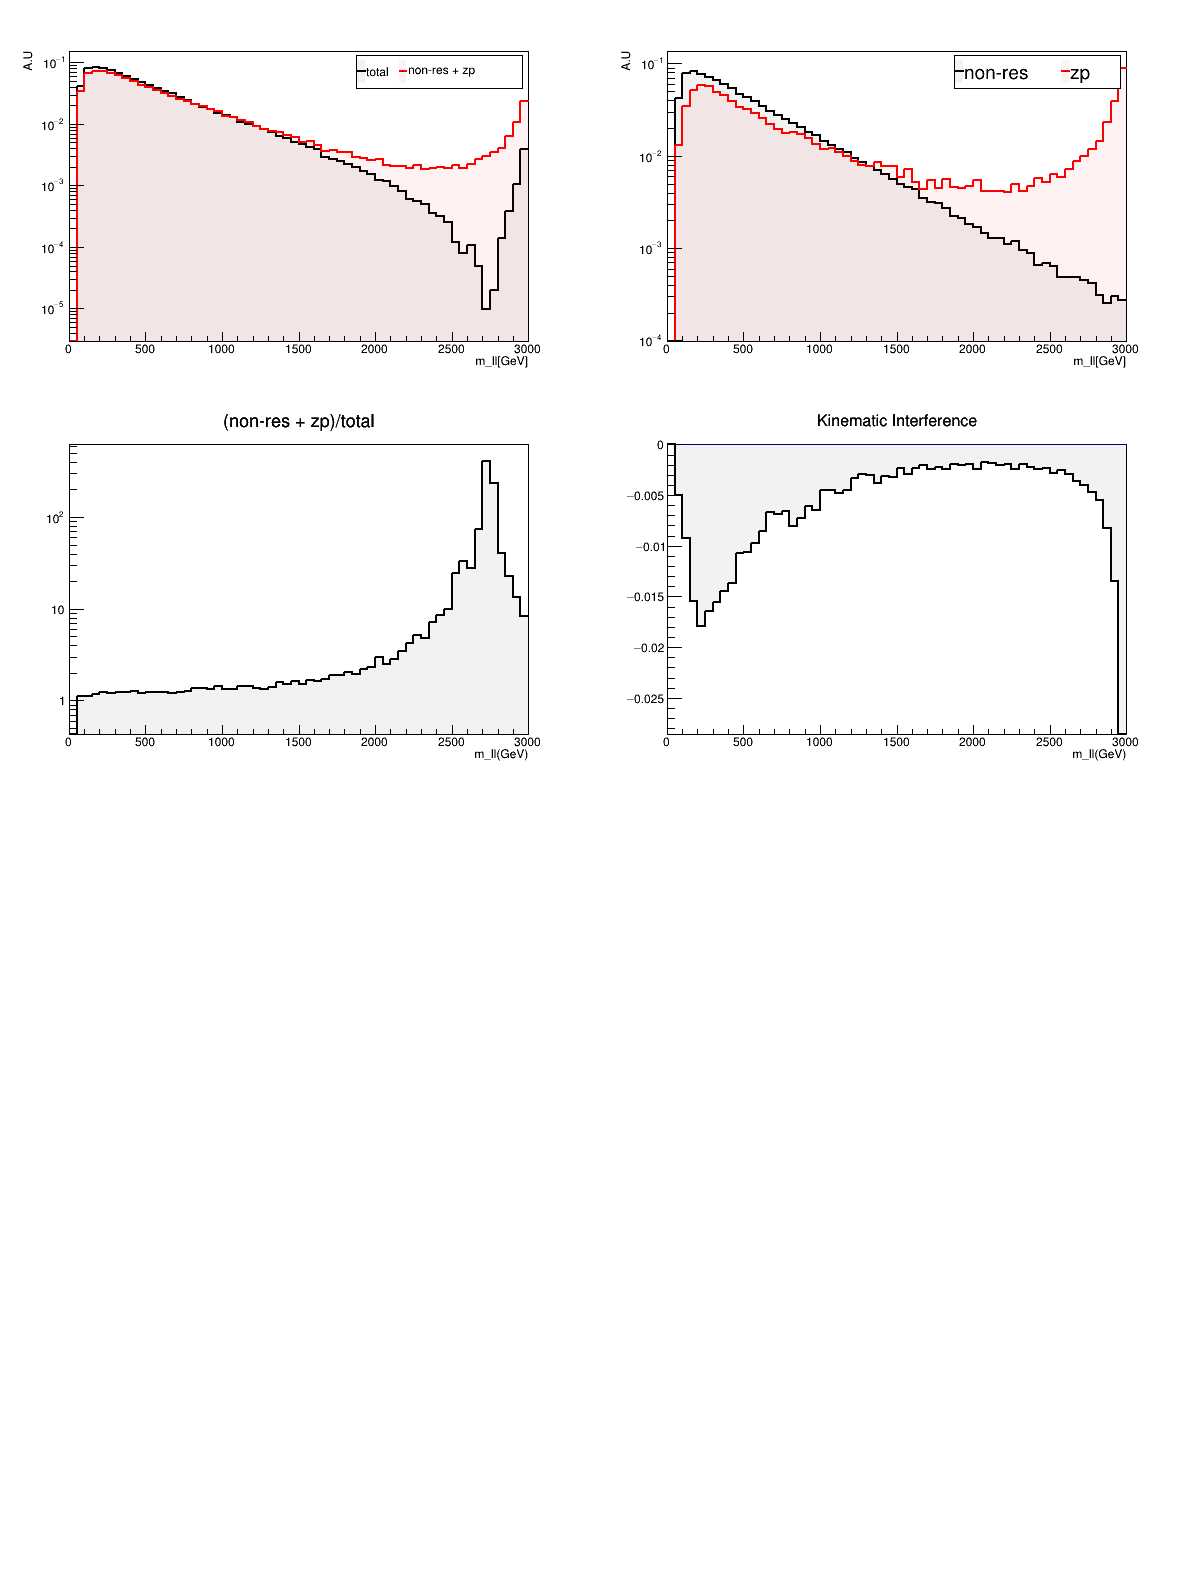 A.U
total
non-res + zp
10−1
10−2
10−3
10−4
10−5
0 500 1000 1500 2000 2500 3000
m_ll[GeV]
A.U
non-res
zp
10−1
10−2
10−3
10−4
0 500 1000 1500 2000 2500 3000
m_ll[GeV]
(non-res + zp)/total
102
10
1
0 500 1000 1500 2000 2500 3000
m_ll(GeV)
Kinematic Interference
0
−0.005
−0.01
−0.015
−0.02
−0.025
0 500 1000 1500 2000 2500 3000
m_ll(GeV)